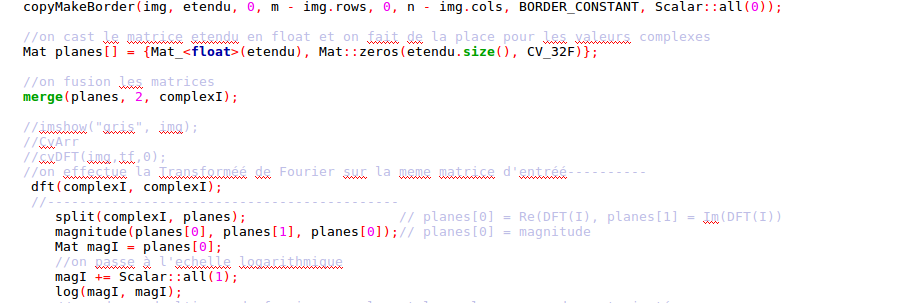 copyMakeBorder(img, etendu, 0, m - img.rows, 0, n - img.cols, BORDER_CONSTANT, Scalar::all(0));
//on cast le matrice etendu en float et on fait de la place pour les valeurs complexes
Mat planes[] = {Mat_<float>(etendu), Mat::zeros(etendu.size(), CV_32F)};
//on fusion les matrices
merge(planes, 2, complexI);
//imshow("gris", img);
//CvArr
//cvDFT(img,tf,0);
//on effectue la Transforméé de Fourier sur la meme matrice d'entréé----------
dft(complexI, complexI);
//--------------------------------------------
split(complexI, planes); // planes[0] = Re(DFT(I), planes[1] = Im(DFT(I))
magnitude(planes[0], planes[1], planes[0]);// planes[0] = magnitude
Mat magI = planes[0];
//on passe à l'echelle logarithmique
magI += Scalar::all(1);
log(magI, magI);